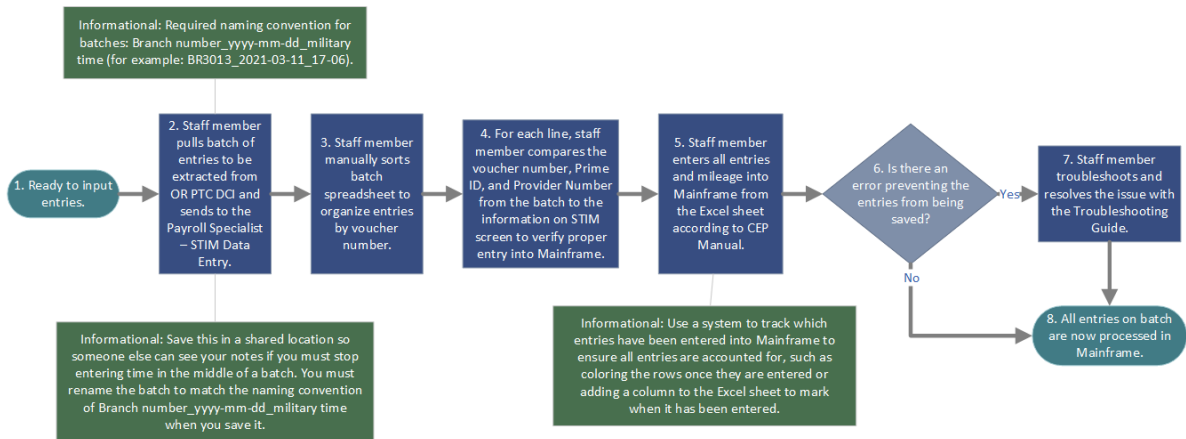 Informational: Required naming convention for
batches: Branch number_yyyy-mm-dd_military
time (for example: BR3013_2021-03-11_17-06).
1. Ready to input
entries.
2. Staff member
pulls batch of
entries to be
extracted from
OR PTC DCI and
sends to the
Payroll Specialist
– STIM Data
Entry.
3. Staff member
manually sorts
batch
spreadsheet to
organize entries
by voucher
number.
4. For each line, staff
member compares the
voucher number, Prime
ID, and Provider Number
from the batch to the
information on STIM
screen to verify proper
entry into Mainframe.
5. Staff member
enters all entries
and mileage into
Mainframe from
the Excel sheet
according to CEP
Manual.
6. Is there an
error preventing the
entries from being
saved?
Yes
7. Staff member
troubleshoots and
resolves the issue with
the Troubleshooting
Guide.
No
8. All entries on batch
are now processed in
Mainframe.
Informational: Save this in a shared location so
someone else can see your notes if you must stop
entering time in the middle of a batch. You must
rename the batch to match the naming convention
of Branch number_yyyy-mm-dd_military time
when you save it.
Informational: Use a system to track which
entries have been entered into Mainframe to
ensure all entries are accounted for, such as
coloring the rows once they are entered or
adding a column to the Excel sheet to mark
when it has been entered.